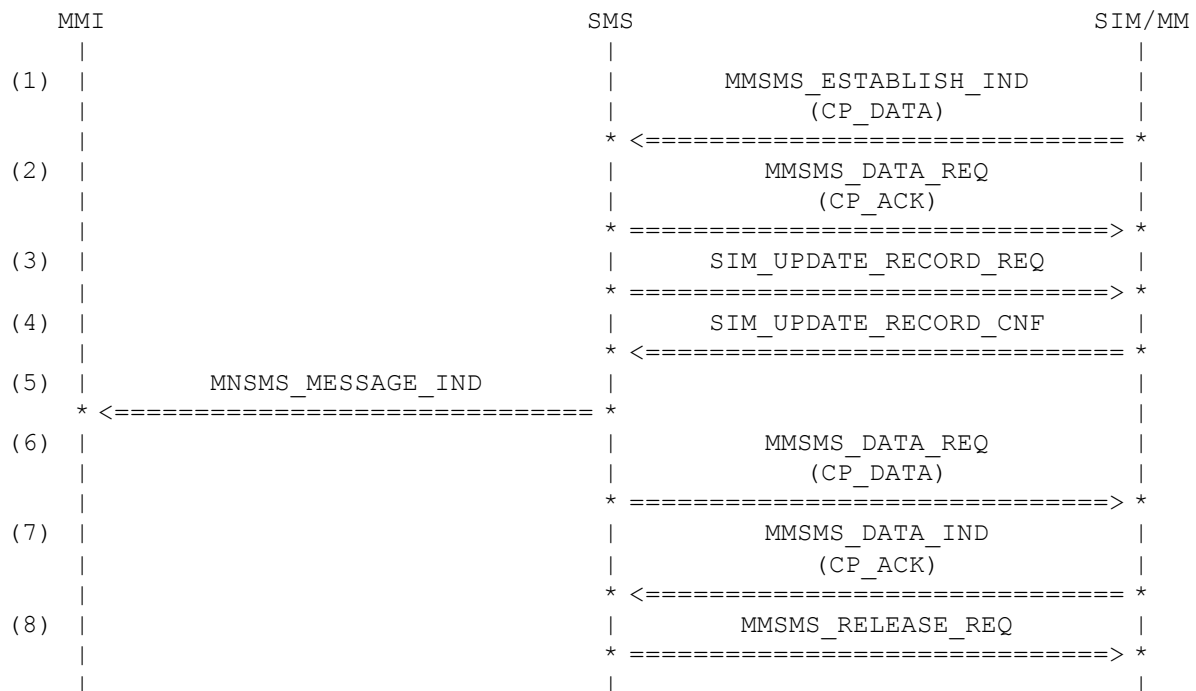 MMI SMS SIM/MM
| | |
(1) | | MMSMS_ESTABLISH_IND |
| | (CP_DATA) |
| * <============================== *
(2) | | MMSMS_DATA_REQ |
| | (CP_ACK) |
| * ==============================> *
(3) | | SIM_UPDATE_RECORD_REQ |
| * ==============================> *
(4) | | SIM_UPDATE_RECORD_CNF |
| * <============================== *
(5) | MNSMS_MESSAGE_IND | |
* <============================== * |
(6) | | MMSMS_DATA_REQ |
| | (CP_DATA) |
| * ==============================> *
(7) | | MMSMS_DATA_IND |
| | (CP_ACK) |
| * <============================== *
(8) | | MMSMS_RELEASE_REQ |
| * ==============================> *
| | |